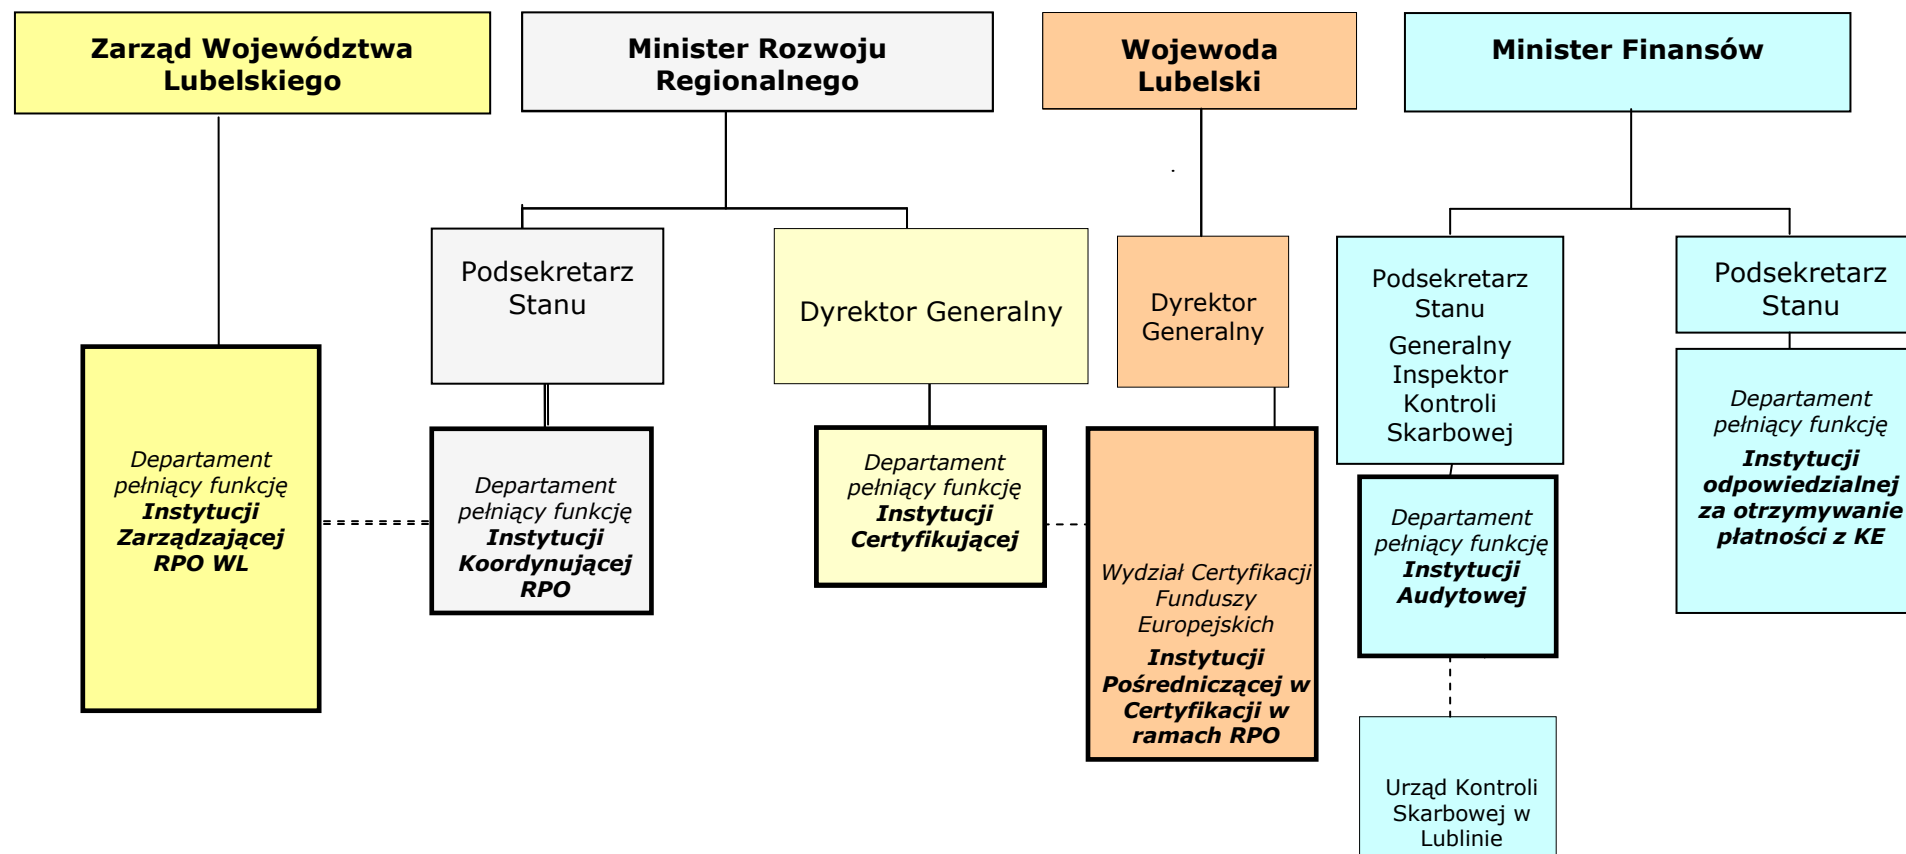 Zarząd Województwa
Lubelskiego
Minister Rozwoju
Regionalnego
Wojewoda
Lubelski
Minister Finansów
Podsekretarz
Stanu
Dyrektor Generalny
Dyrektor
Generalny
Podsekretarz
Stanu
Generalny
Inspektor
Kontroli
Skarbowej
Podsekretarz
Stanu
Departament
pełniący funkcję
Instytucji
Zarządzającej
RPO WL
Departament
pełniący funkcję
Instytucji
Koordynującej
RPO
Departament
pełniący funkcję
Instytucji
Certyfikującej
Wydział Certyfikacji
Funduszy
Europejskich
Instytucji
Pośredniczącej w
Certyfikacji w
ramach RPO
Departament
pełniący funkcję
Instytucji
Audytowej
Departament
pełniący funkcję
Instytucji
odpowiedzialnej
za otrzymywanie
płatności z KE
Urząd Kontroli
Skarbowej w
Lublinie